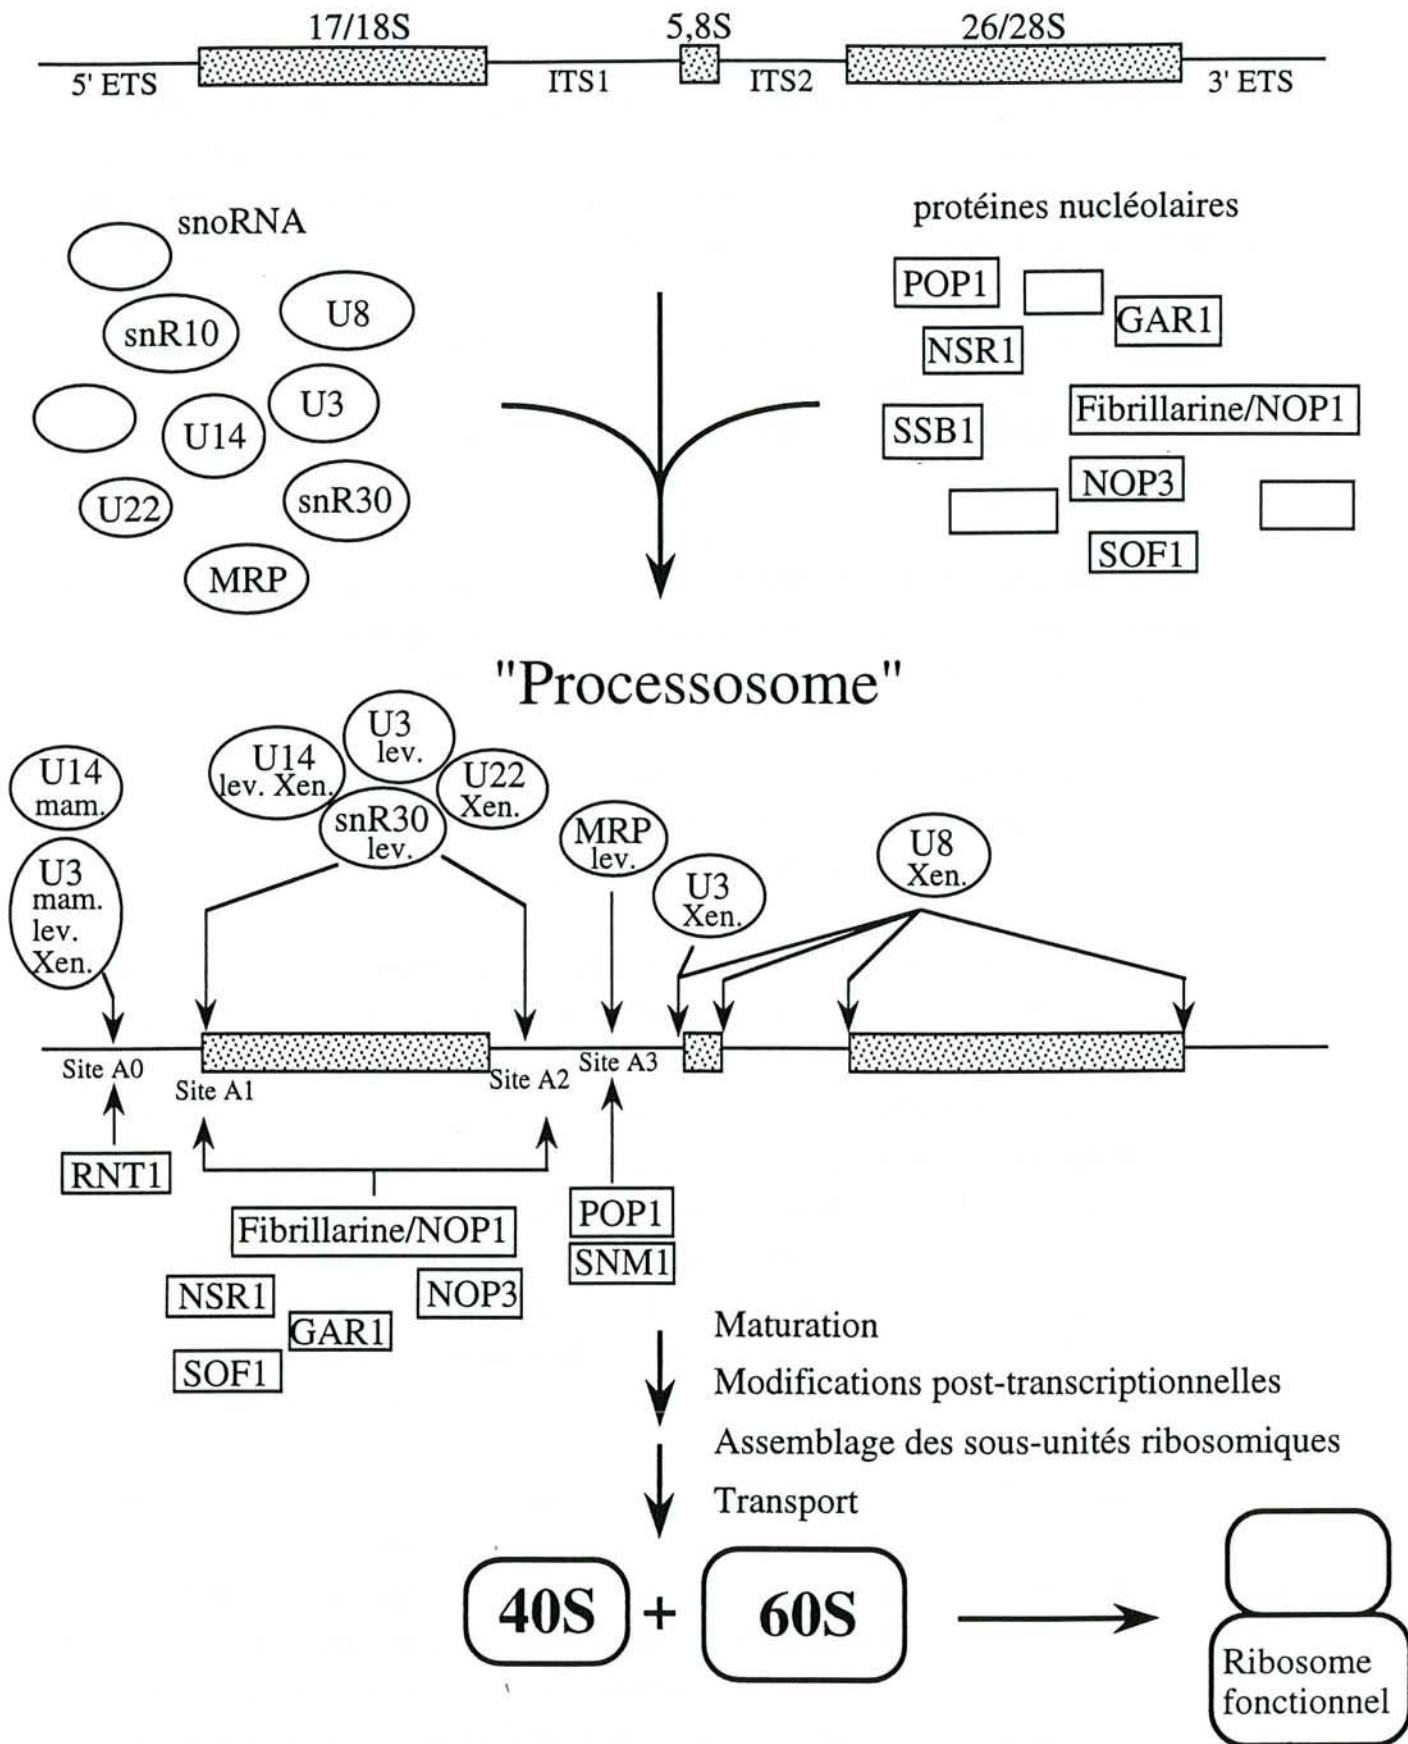 17/18S 5,8S 26/28S
5' ETS ITS1 ITS2 3' ETS
snoRNA
protéines nucléolaires
snR10
U8
U3
U14
U22
snR30
MRP
POP1
GAR1
NSR1
Fibrillarine/NOP1
SSB1
NOP3
SOF1
"Processosome"
U14
mam.
U3
mam.
lev.
Xen.
U14
lev. Xen.
U3
lev.
U22
Xen.
snR30
lev.
MRP
lev.
U3
Xen.
U8
Xen.
Site A0
Site A1
Site A2
Site A3
RNT1
Fibrillarine/NOP1
NSR1
NOP3
GAR1
SOF1
POP1
SNM1
Maturation
Modifications post-transcriptionnelles
Assemblage des sous-unités ribosomiques
Transport
40S + 60S
Ribosome
fonctionnel